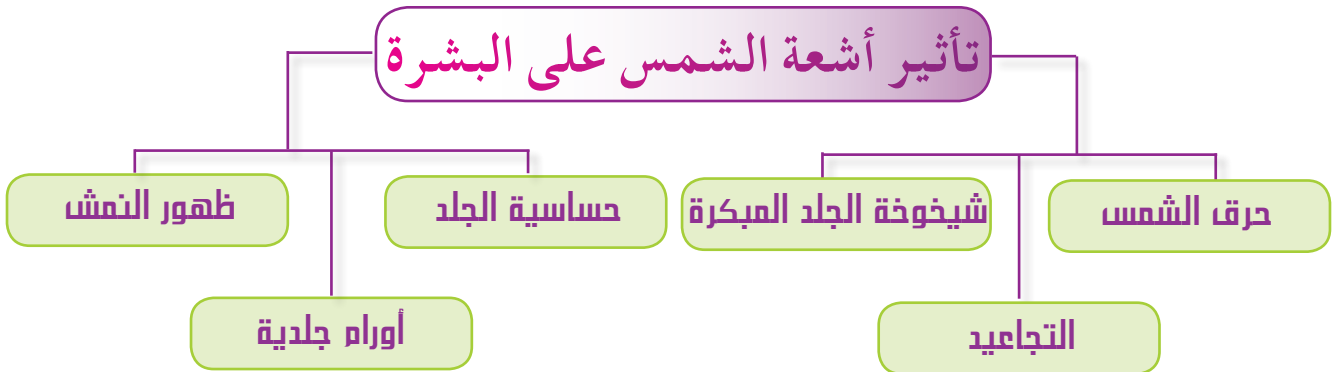 تأثير أشعة الشمس على البشرة
حرق الشمس
شيخوخة الجلد المبكرة
حساسية الجلد
ظهور النمش
التجاعيد
أورام جلدية